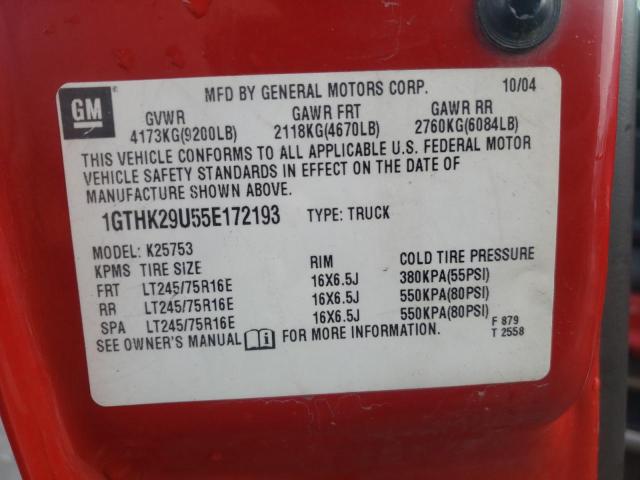 GM
MFD BY GENERAL MOTORS CORP. 10/04
GVWR GAWR FRT GAWR RR
4173KG(9200LB) 2118KG(4670LB) 2760KG(6084LB)
THIS VEHICLE CONFORMS TO ALL APPLICABLE U.S. FEDERAL MOTOR
VEHICLE SAFETY STANDARDS IN EFFECT ON THE DATE OF
MANUFACTURE SHOWN ABOVE.
1GTHK29U55E172193 TYPE: TRUCK
MODEL: K25753
KPMS TIRE SIZE RIM COLD TIRE PRESSURE
FRT LT245/75R16E 16X6.5J 380KPA(55PSI)
RR LT245/75R16E 16X6.5J 550KPA(80PSI)
SPA LT245/75R16E 16X6.5J 550KPA(80PSI)
SEE OWNER'S MANUAL FOR MORE INFORMATION.
F 879
T 2558